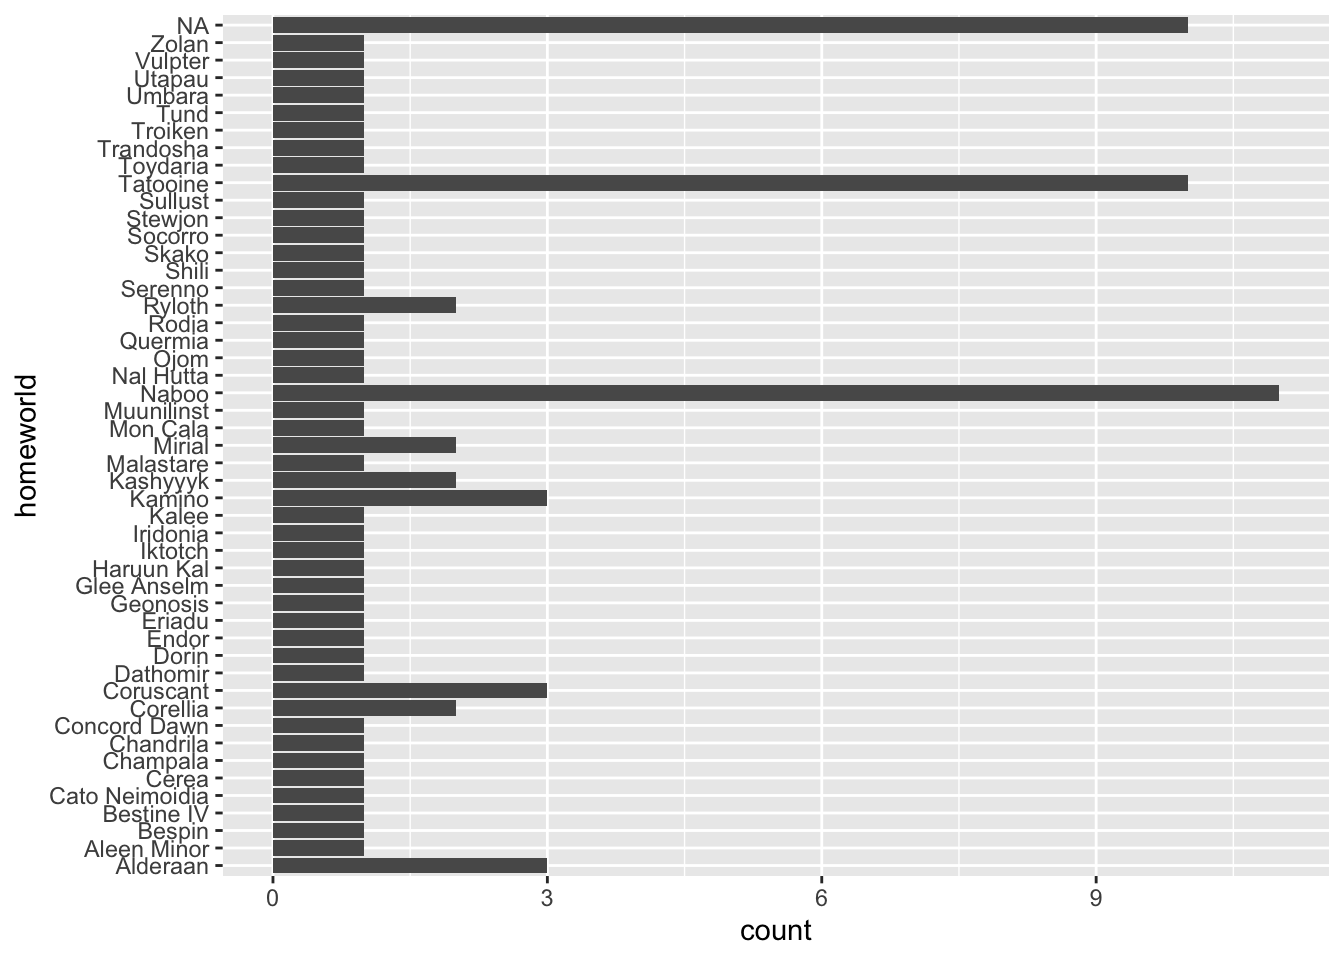 NA
Zolan
Vulpter
Utapau
Umbara
Tund
Troiken
Trandosha
Toydaria
Tatooine
Sullust
Stewjon
Socorro
Skako
Shili
Serenno
Ryloth
Rodia
Quermia
Ojom
Nal Hutta
Naboo
Muunilinst
Mon Cala
Mirial
Malastare
Kashyyyk
Kamino
Kalee
Iridonia
Iktotch
Haruun Kal
Glee Anselm
Geonosis
Eriadu
Endor
Dorin
Dathomir
Coruscant
Corellia
Concord Dawn
Chandrila
Champala
Cerea
Cato Neimoidia
Bestine IV
Bespin
Aleen Minor
Alderaan
homeworld
0 3 6 9
count